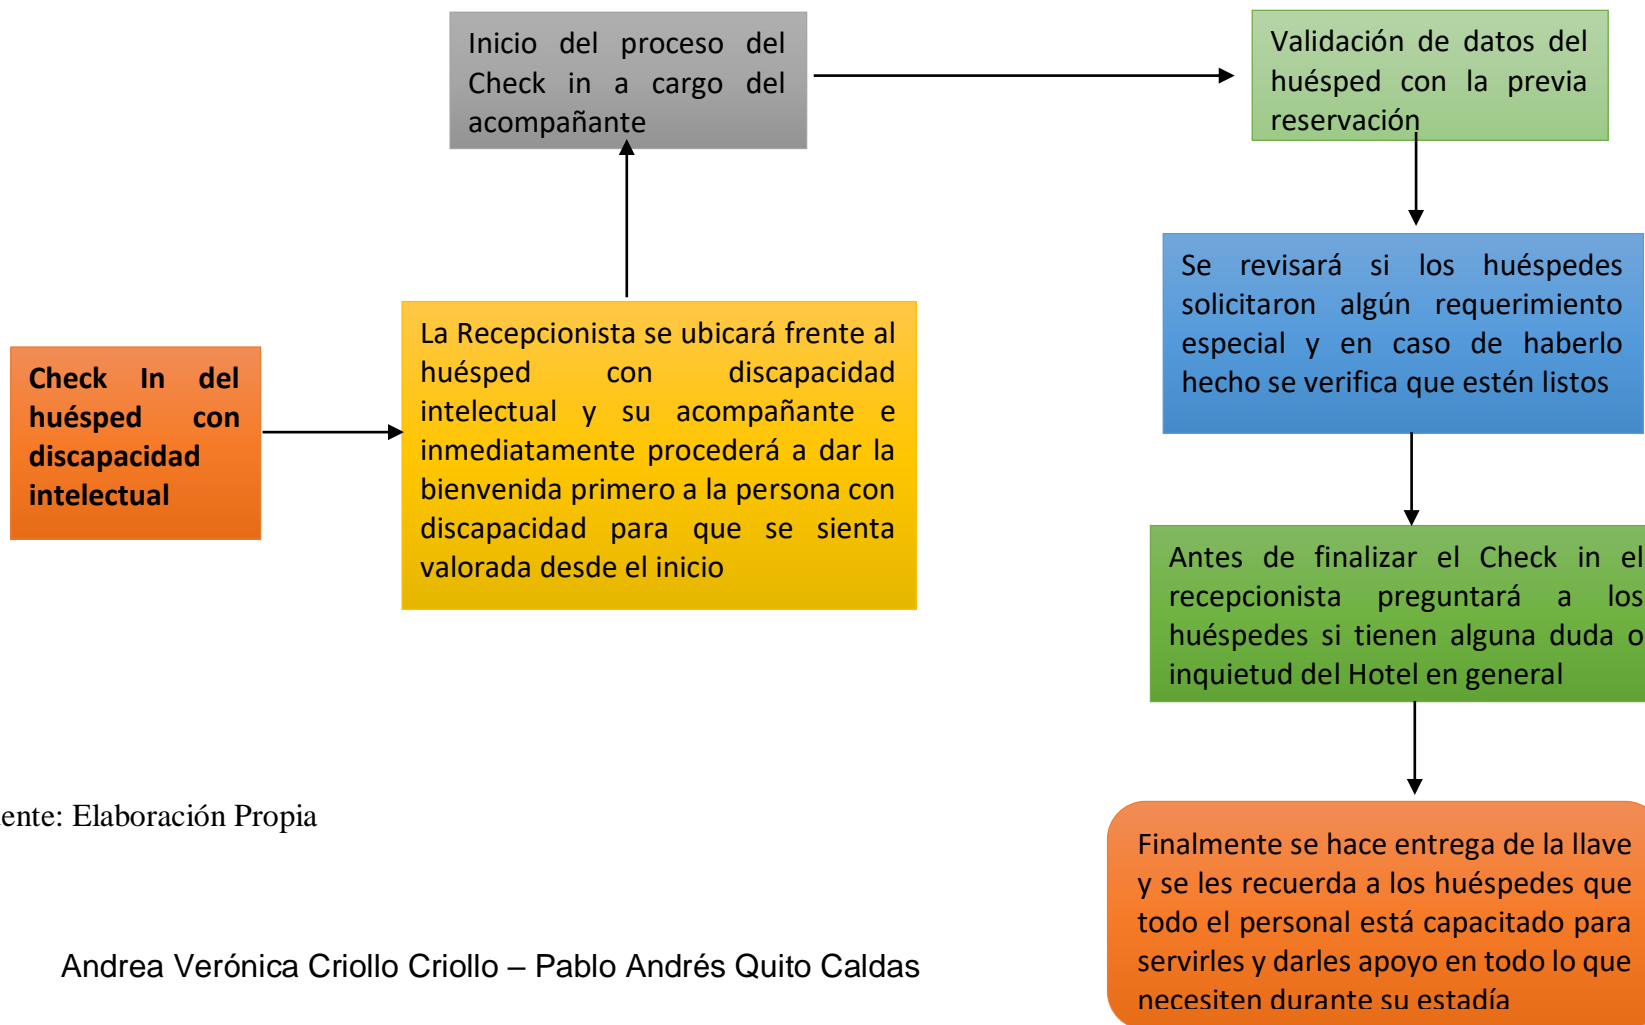 Check In del
huésped con
discapacidad
intelectual
La Recepcionista se ubicará frente al
huésped con discapacidad
intelectual y su acompañante e
inmediatamente procederá a dar la
bienvenida primero a la persona con
discapacidad para que se sienta
valorada desde el inicio
Inicio del proceso del
Check in a cargo del
acompañante
Validación de datos del
huésped con la previa
reservación
Se revisará si los huéspedes
solicitaron algún requerimiento
especial y en caso de haberlo
hecho se verifica que estén listos
Antes de finalizar el Check in el
recepcionista preguntará a los
huéspedes si tienen alguna duda o
inquietud del Hotel en general
Finalmente se hace entrega de la llave
y se les recuerda a los huéspedes que
todo el personal está capacitado para
servirles y darles apoyo en todo lo que
necesiten durante su estadía
ente: Elaboración Propia
Andrea Verónica Criollo Criollo – Pablo Andrés Quito Caldas